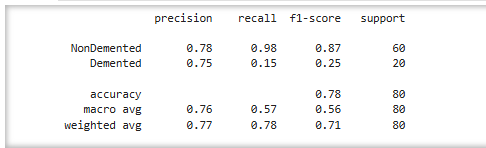 precision recall f1-score support
NonDemented 0.78 0.98 0.87 60
Demented 0.75 0.15 0.25 20
accuracy 0.78 80
macro avg 0.76 0.57 0.56 80
weighted avg 0.77 0.78 0.71 80